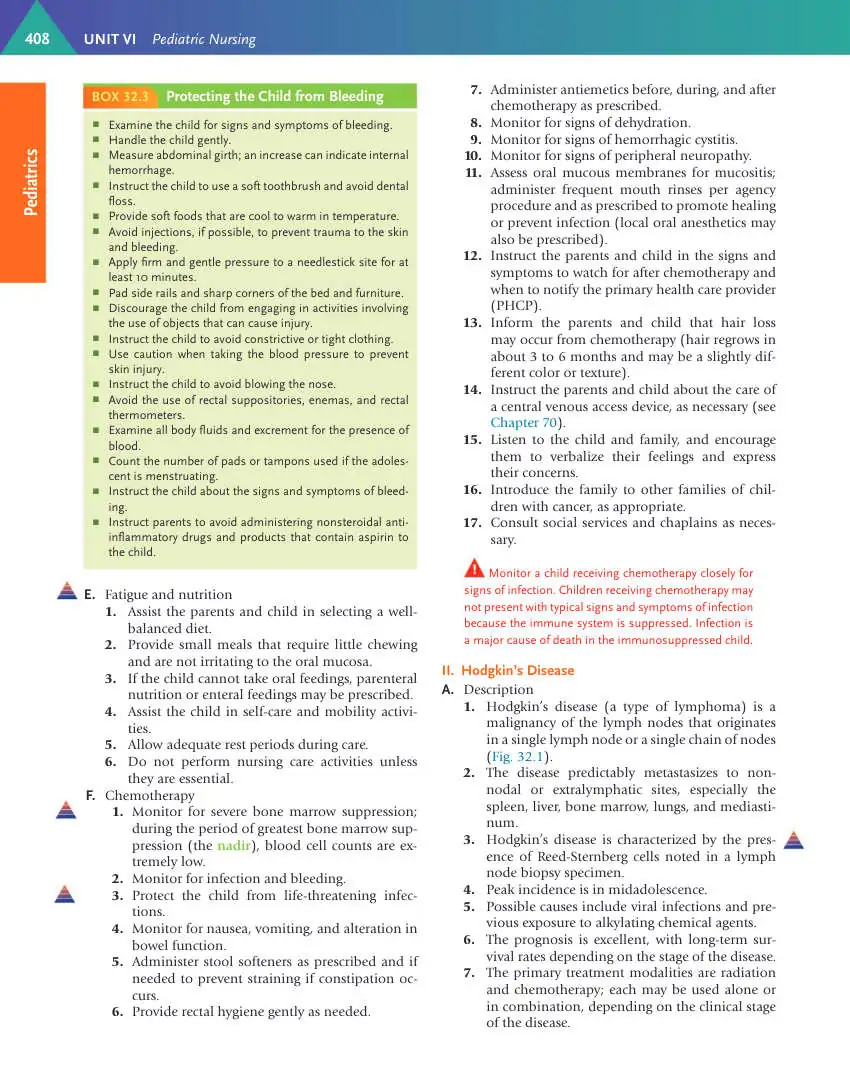 408 UNIT VI Pediatric Nursing
Pediatrics
BOX 32.3 Protecting the Child from Bleeding
■ Examine the child for signs and symptoms of bleeding.
■ Handle the child gently.
■ Measure abdominal girth; an increase can indicate internal
hemorrhage.
■ Instruct the child to use a soft toothbrush and avoid dental
floss.
■ Provide soft foods that are cool to warm in temperature.
■ Avoid injections, if possible, to prevent trauma to the skin
and bleeding.
■ Apply firm and gentle pressure to a needlestick site for at
least 10 minutes.
■ Pad side rails and sharp corners of the bed and furniture.
■ Discourage the child from engaging in activities involving
the use of objects that can cause injury.
■ Instruct the child to avoid constrictive or tight clothing.
■ Use caution when taking the blood pressure to prevent
skin injury.
■ Instruct the child to avoid blowing the nose.
■ Avoid the use of rectal suppositories, enemas, and rectal
thermometers.
■ Examine all body fluids and excrement for the presence of
blood.
■ Count the number of pads or tampons used if the adoles-
cent is menstruating.
■ Instruct the child about the signs and symptoms of bleed-
ing.
■ Instruct parents to avoid administering nonsteroidal anti-
inflammatory drugs and products that contain aspirin to
the child.
E. Fatigue and nutrition
1. Assist the parents and child in selecting a well-
balanced diet.
2. Provide small meals that require little chewing
and are not irritating to the oral mucosa.
3. If the child cannot take oral feedings, parenteral
nutrition or enteral feedings may be prescribed.
4. Assist the child in self-care and mobility activi-
ties.
5. Allow adequate rest periods during care.
6. Do not perform nursing care activities unless
they are essential.
F. Chemotherapy
1. Monitor for severe bone marrow suppression;
during the period of greatest bone marrow sup-
pression (the nadir), blood cell counts are ex-
tremely low.
2. Monitor for infection and bleeding.
3. Protect the child from life-threatening infec-
tions.
4. Monitor for nausea, vomiting, and alteration in
bowel function.
5. Administer stool softeners as prescribed and if
needed to prevent straining if constipation oc-
curs.
6. Provide rectal hygiene gently as needed.
7. Administer antiemetics before, during, and after
chemotherapy as prescribed.
8. Monitor for signs of dehydration.
9. Monitor for signs of hemorrhagic cystitis.
10. Monitor for signs of peripheral neuropathy.
11. Assess oral mucous membranes for mucositis;
administer frequent mouth rinses per agency
procedure and as prescribed to promote healing
or prevent infection (local oral anesthetics may
also be prescribed).
12. Instruct the parents and child in the signs and
symptoms to watch for after chemotherapy and
when to notify the primary health care provider
(PHCP).
13. Inform the parents and child that hair loss
may occur from chemotherapy (hair regrows in
about 3 to 6 months and may be a slightly dif-
ferent color or texture).
14. Instruct the parents and child about the care of
a central venous access device, as necessary (see
Chapter 70).
15. Listen to the child and family, and encourage
them to verbalize their feelings and express
their concerns.
16. Introduce the family to other families of chil-
dren with cancer, as appropriate.
17. Consult social services and chaplains as neces-
sary.
Monitor a child receiving chemotherapy closely for
signs of infection. Children receiving chemotherapy may
not present with typical signs and symptoms of infection
because the immune system is suppressed. Infection is
a major cause of death in the immunosuppressed child.
II. Hodgkin's Disease
A. Description
1. Hodgkin's disease (a type of lymphoma) is a
malignancy of the lymph nodes that originates
in a single lymph node or a single chain of nodes
(Fig. 32.1).
2. The disease predictably metastasizes to non-
nodal or extralymphatic sites, especially the
spleen, liver, bone marrow, lungs, and mediasti-
num.
3. Hodgkin's disease is characterized by the pres-
ence of Reed-Sternberg cells noted in a lymph
node biopsy specimen.
4. Peak incidence is in midadolescence.
5. Possible causes include viral infections and pre-
vious exposure to alkylating chemical agents.
6. The prognosis is excellent, with long-term sur-
vival rates depending on the stage of the disease.
7. The primary treatment modalities are radiation
and chemotherapy; each may be used alone or
in combination, depending on the clinical stage
of the disease.